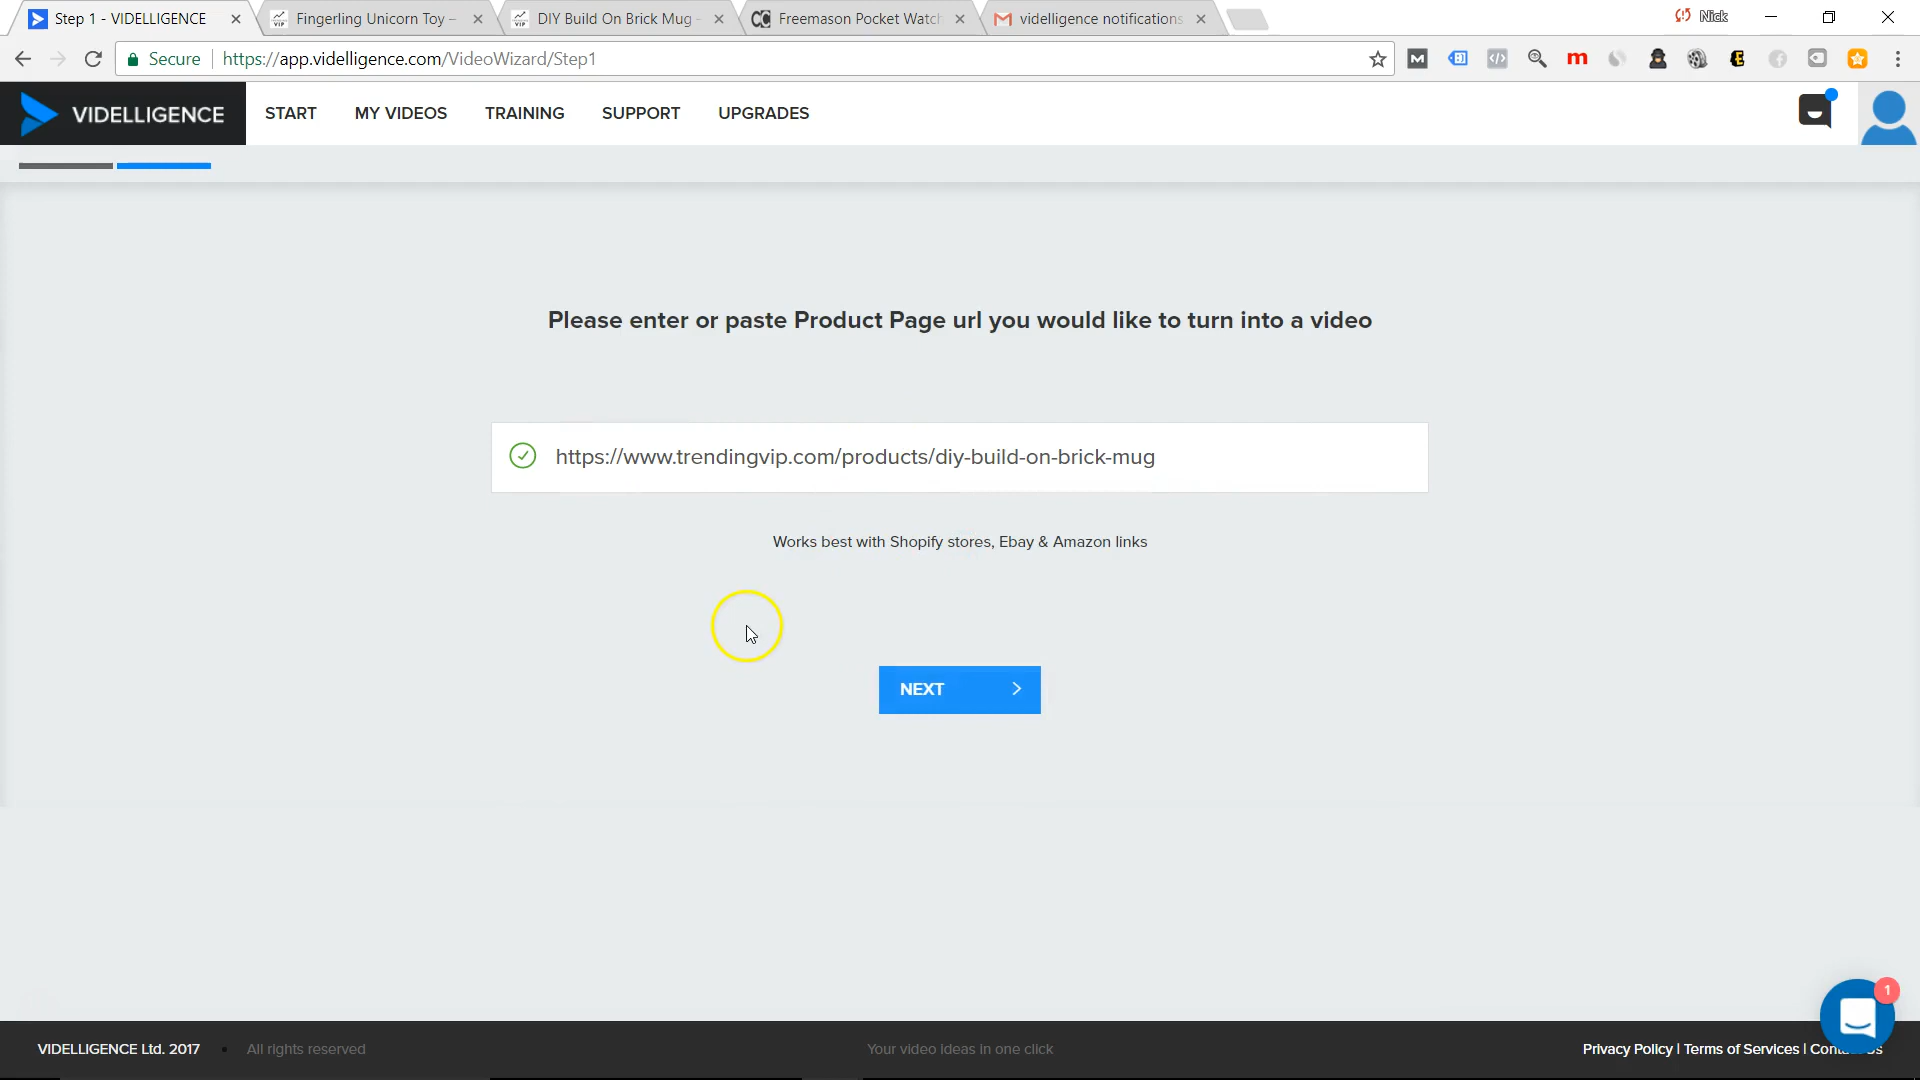 Step 1 - VIDELLIGENCE
Fingerling Unicorn Toy –
DIY Build On Brick Mug –
Freemason Pocket Watch
videlligence notifications
Nick
Secure
https://app.videlligence.com/VideoWizard/Step1
VIDELLIGENCE
START
MY VIDEOS
TRAINING
SUPPORT
UPGRADES
Please enter or paste Product Page url you would like to turn into a video
https://www.trendingvip.com/products/diy-build-on-brick-mug
Works best with Shopify stores, Ebay & Amazon links
NEXT
1
VIDELLIGENCE Ltd. 2017 • All rights reserved
Your video ideas in one click
Privacy Policy | Terms of Services |